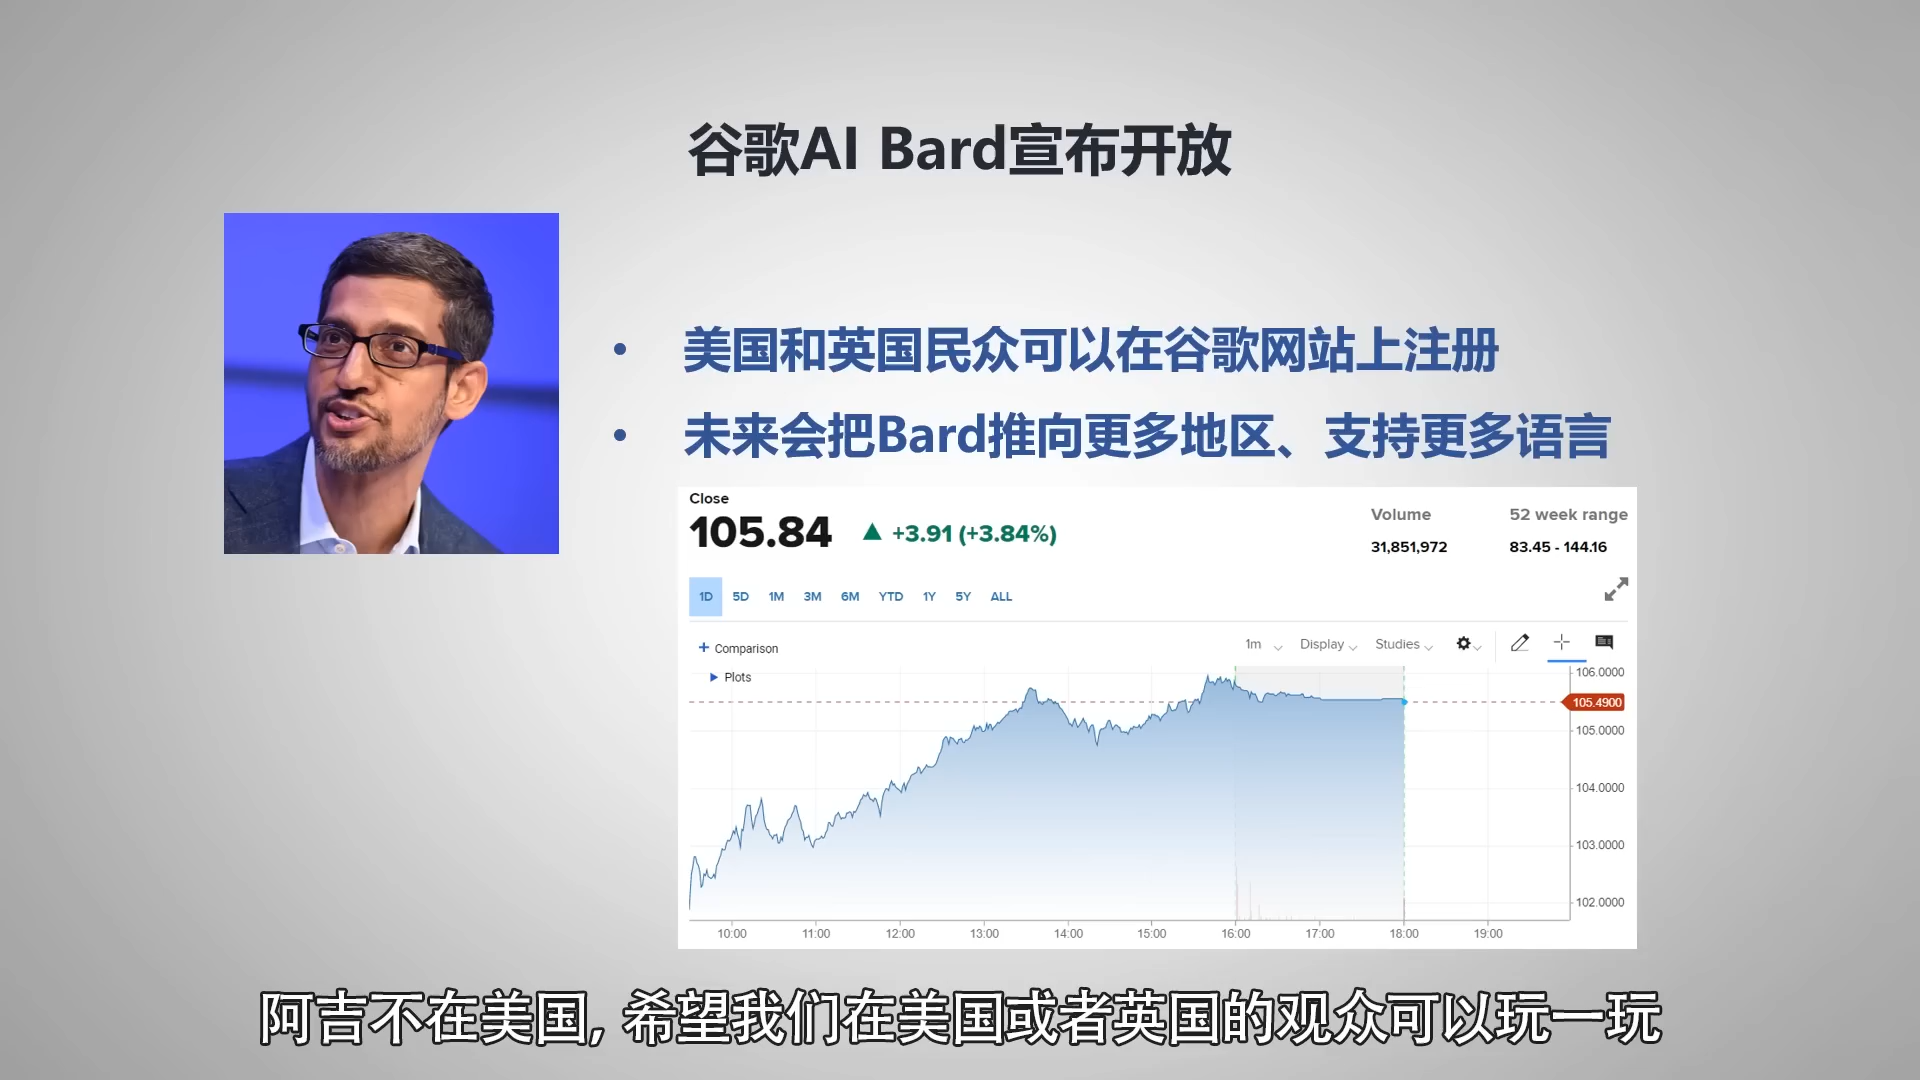 谷歌AI Bard宣布开放
• 美国和英国民众可以在谷歌网站上注册
• 未来会把Bard推向更多地区、支持更多语言
Close
105.84 ▲ +3.91 (+3.84%)
Volume
31,851,972
52 week range
83.45 - 144.16
1D 5D 1M 3M 6M YTD 1Y 5Y ALL
+ Comparison
1m Display Studies
Plots
106.0000
105.4900
105.0000
104.0000
103.0000
102.0000
10:00 11:00 12:00 13:00 14:00 15:00 16:00 17:00 18:00 19:00
阿吉不在美国, 希望我们在美国或者英国的观众可以玩一玩